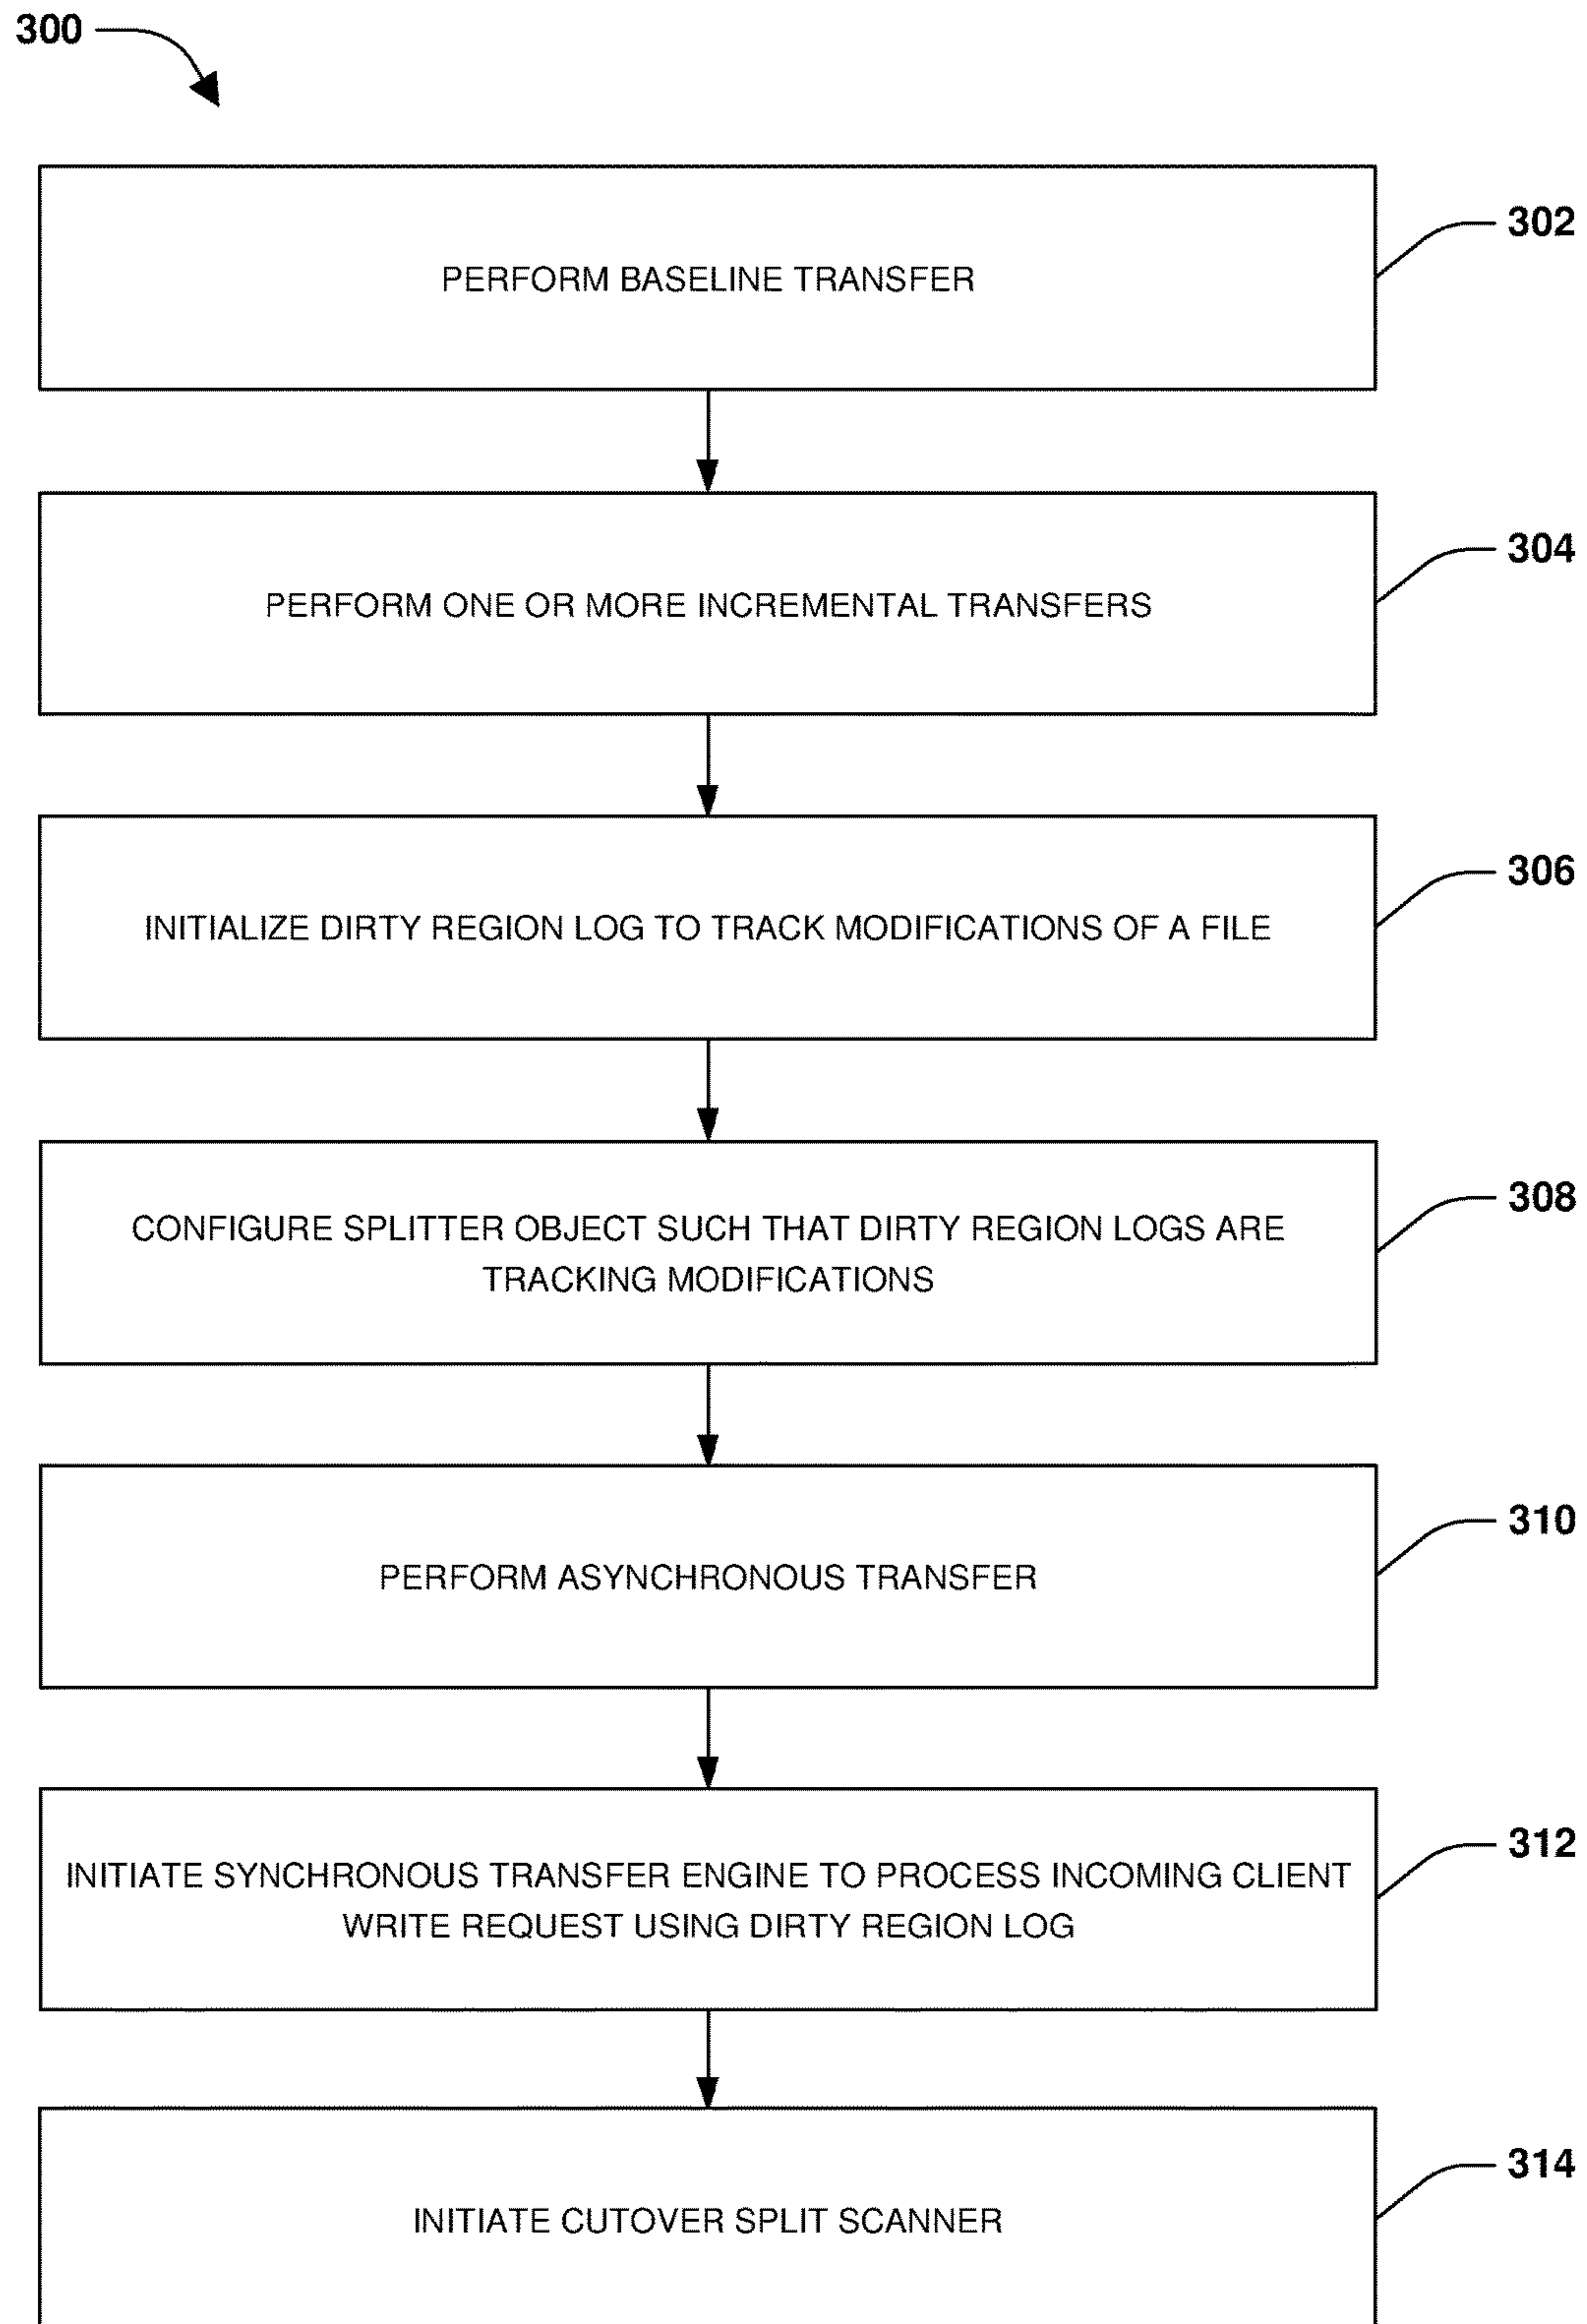 300
302
PERFORM BASELINE TRANSFER
304
PERFORM ONE OR MORE INCREMENTAL TRANSFERS
306
INITIALIZE DIRTY REGION LOG TO TRACK MODIFICATIONS OF A FILE
308
CONFIGURE SPLITTER OBJECT SUCH THAT DIRTY REGION LOGS ARE
TRACKING MODIFICATIONS
310
PERFORM ASYNCHRONOUS TRANSFER
312
INITIATE SYNCHRONOUS TRANSFER ENGINE TO PROCESS INCOMING CLIENT
WRITE REQUEST USING DIRTY REGION LOG
314
INITIATE CUTOVER SPLIT SCANNER